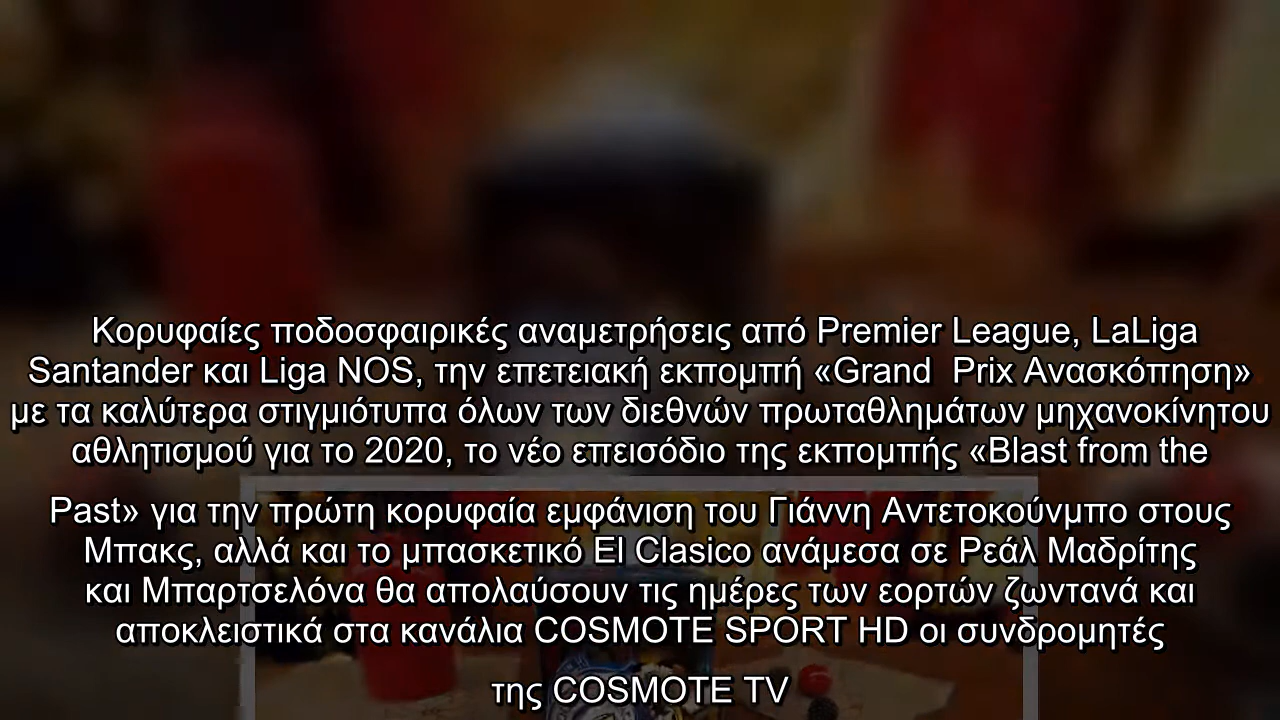 Κορυφαίες ποδοσφαιρικές αναμετρήσεις από Premier League, LaLiga
Santander και Liga NOS, την επετειακή εκπομπή «Grand  Prix Ανασκόπηση»
με τα καλύτερα στιγμιότυπα όλων των διεθνών πρωταθλημάτων μηχανοκίνητου
αθλητισμού για το 2020, το νέο επεισόδιο της εκπομπής «Blast from the
Past» για την πρώτη κορυφαία εμφάνιση του Γιάννη Αντετοκούνμπο στους
Μπακς, αλλά και το μπασκετικό El Clasico ανάμεσα σε Ρεάλ Μαδρίτης
και Μπαρτσελόνα θα απολαύσουν τις ημέρες των εορτών ζωντανά και
αποκλειστικά στα κανάλια COSMOTE SPORT HD οι συνδρομητές
της COSMOTE TV